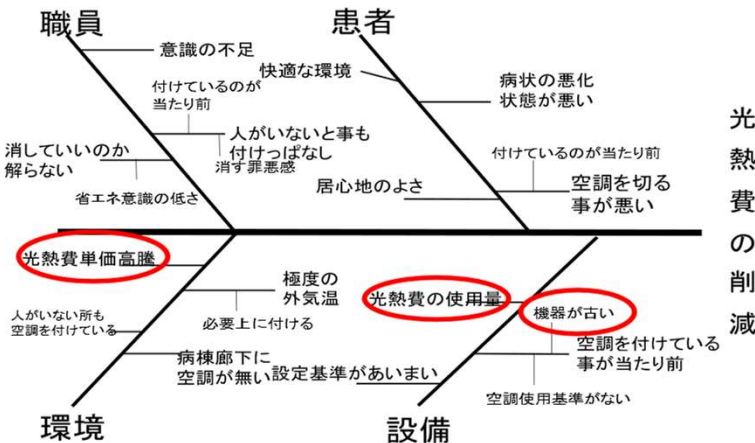 職員
意識の不足
付けているのが
当たり前
人がいないと事も
付けっぱなし
消す罪悪感
消していいのか
解らない
省エネ意識の低さ
患者
快適な環境
病状の悪化
状態が悪い
付けているのが当たり前
居心地のよさ
空調を切る
事が悪い
光熱費の削減
光熱費単価高騰
極度の
外気温
必要上に付ける
人がいない所も
空調を付けている
病棟廊下に
空調が無い
環境
光熱費の使用量
機器が古い
空調を付けている
事が当たり前
設定基準があいまい
空調使用基準がない
設備